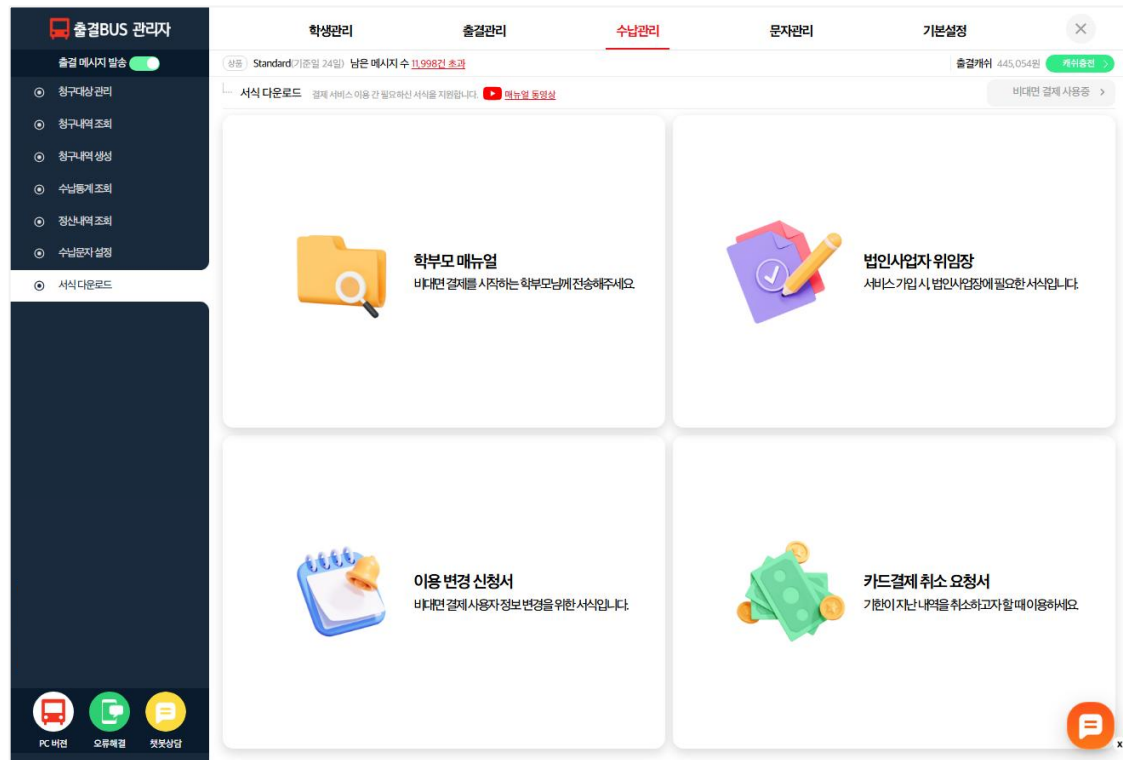 출결BUS 관리자
학생관리
출결관리
수납관리
문자관리
기본설정
출결 메시지 발송
상품 Standard(기준일 24일) 남은 메시지 수 11,998건 초과
출결캐쉬 445,054원 캐쉬충전 >
서식 다운로드 결제 서비스 이용 간 필요하신 서식을 지원합니다. 매뉴얼 동영상
비대면 결제 사용중 >
청구대상 관리
청구내역 조회
청구내역 생성
수납통계 조회
정산내역 조회
수납문자 설정
서식 다운로드
학부모 매뉴얼
비대면 결제를 시작하는 학부모님께 전송해주세요.
법인사업자 위임장
서비스 가입 시, 법인사업장에 필요한 서식입니다.
이용 변경 신청서
비대면 결제 사용자 정보 변경을 위한 서식입니다.
카드결제 취소 요청서
기한이 지난 내역을 취소하고자 할 때 이용하세요.
PC 버젼
오류해결
챗봇상담
x